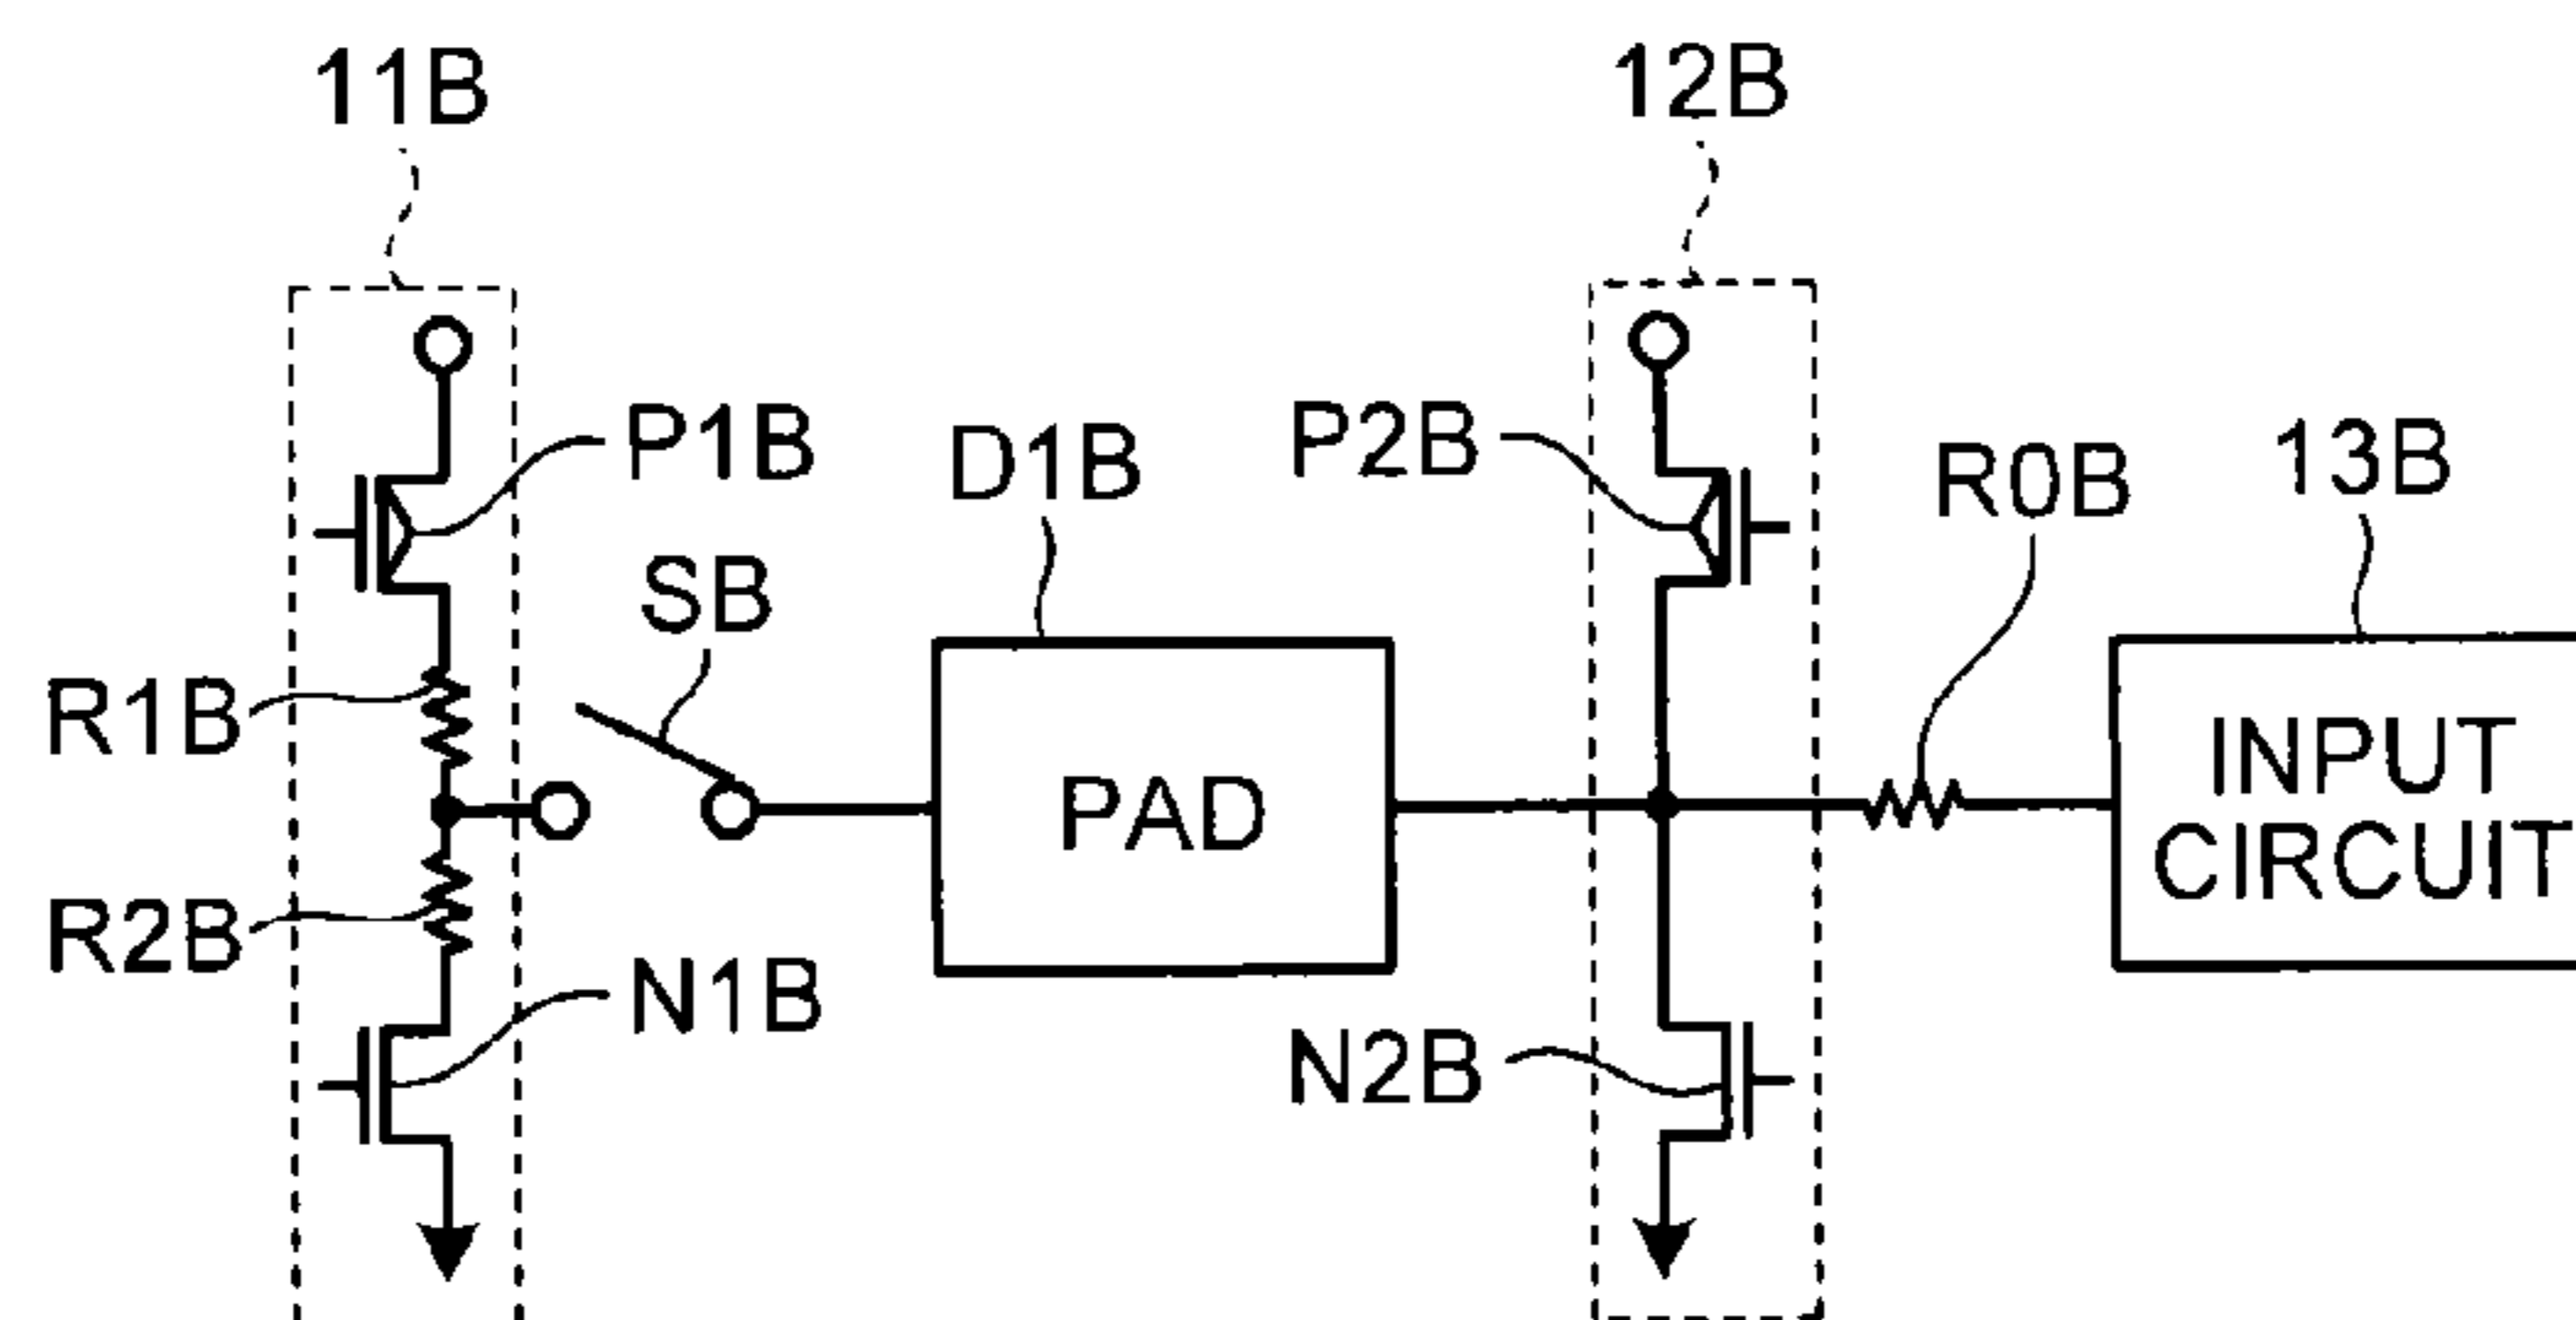 11B
12B
P1B
D1B
P2B
R0B
13B
SB
R1B
PAD
INPUT
CIRCUIT
R2B
N1B
N2B